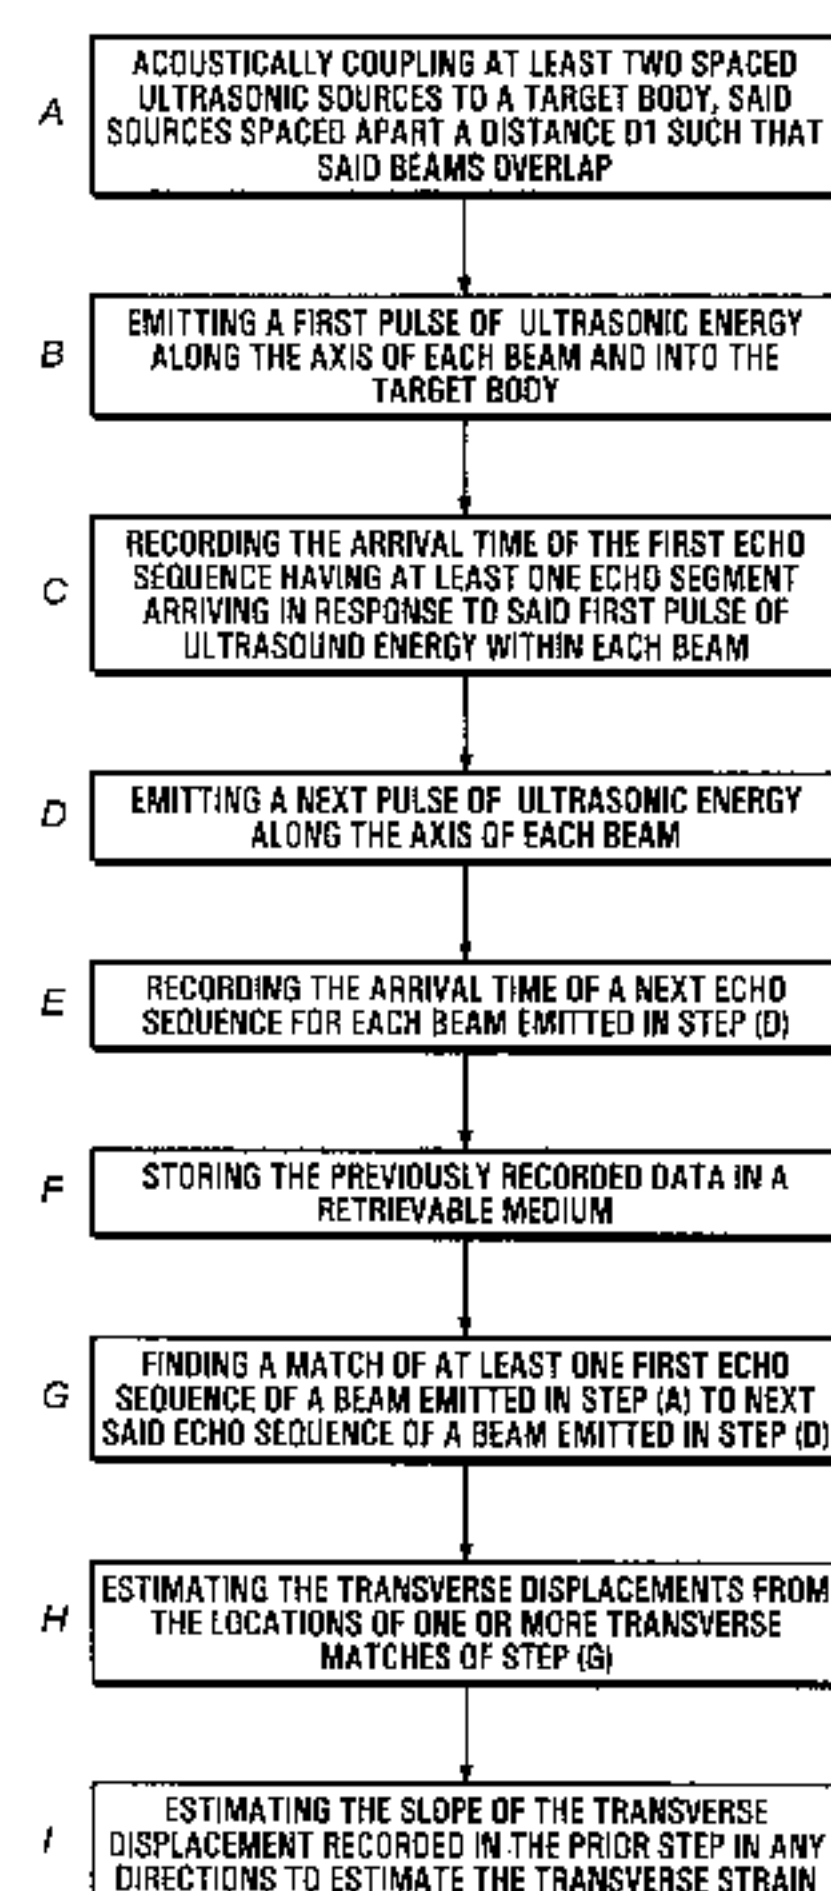 A
ACOUSTICALLY COUPLING AT LEAST TWO SPACED
ULTRASONIC SOURCES TO A TARGET BODY, SAID
SOURCES SPACED APART A DISTANCE D1 SUCH THAT
SAID BEAMS OVERLAP
B
EMITTING A FIRST PULSE OF ULTRASONIC ENERGY
ALONG THE AXIS OF EACH BEAM AND INTO THE
TARGET BODY
C
RECORDING THE ARRIVAL TIME OF THE FIRST ECHO
SEQUENCE HAVING AT LEAST ONE ECHO SEGMENT
ARRIVING IN RESPONSE TO SAID FIRST PULSE OF
ULTRASOUND ENERGY WITHIN EACH BEAM
D
EMITTING A NEXT PULSE OF ULTRASONIC ENERGY
ALONG THE AXIS OF EACH BEAM
E
RECORDING THE ARRIVAL TIME OF A NEXT ECHO
SEQUENCE FOR EACH BEAM EMITTED IN STEP (D)
F
STORING THE PREVIOUSLY RECORDED DATA IN A
RETRIEVABLE MEDIUM
G
FINDING A MATCH OF AT LEAST ONE FIRST ECHO
SEQUENCE OF A BEAM EMITTED IN STEP (A) TO NEXT
SAID ECHO SEQUENCE OF A BEAM EMITTED IN STEP (D)
H
ESTIMATING THE TRANSVERSE DISPLACEMENTS FROM
THE LOCATIONS OF ONE OR MORE TRANSVERSE
MATCHES OF STEP (G)
I
ESTIMATING THE SLOPE OF THE TRANSVERSE
DISPLACEMENT RECORDED IN THE PRIOR STEP IN ANY
DIRECTIONS TO ESTIMATE THE TRANSVERSE STRAIN